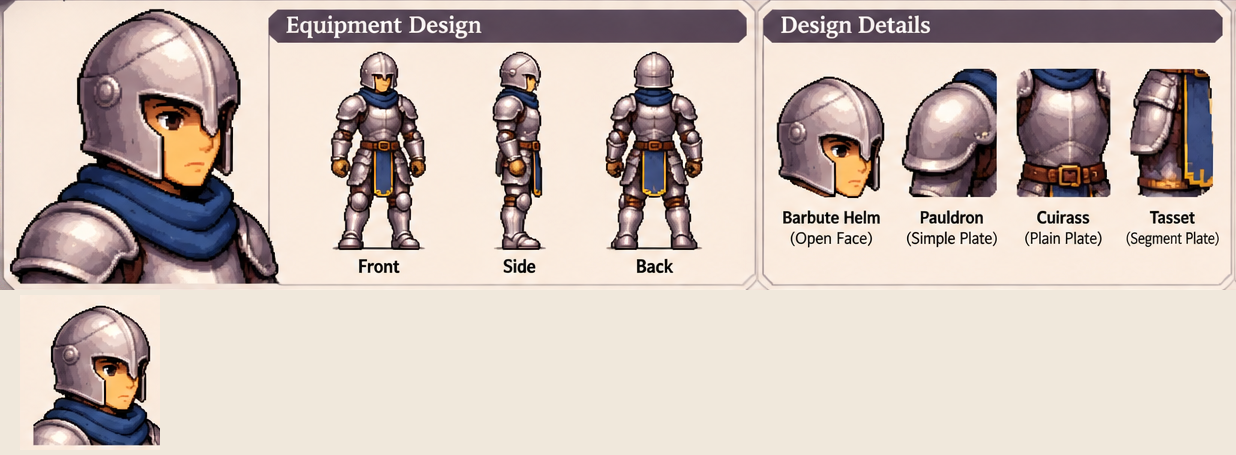 Equipment Design
Front
Side
Back
Design Details
Barbute Helm
(Open Face)
Pauldron
(Simple Plate)
Cuirass
(Plain Plate)
Tasset
(Segment Plate)